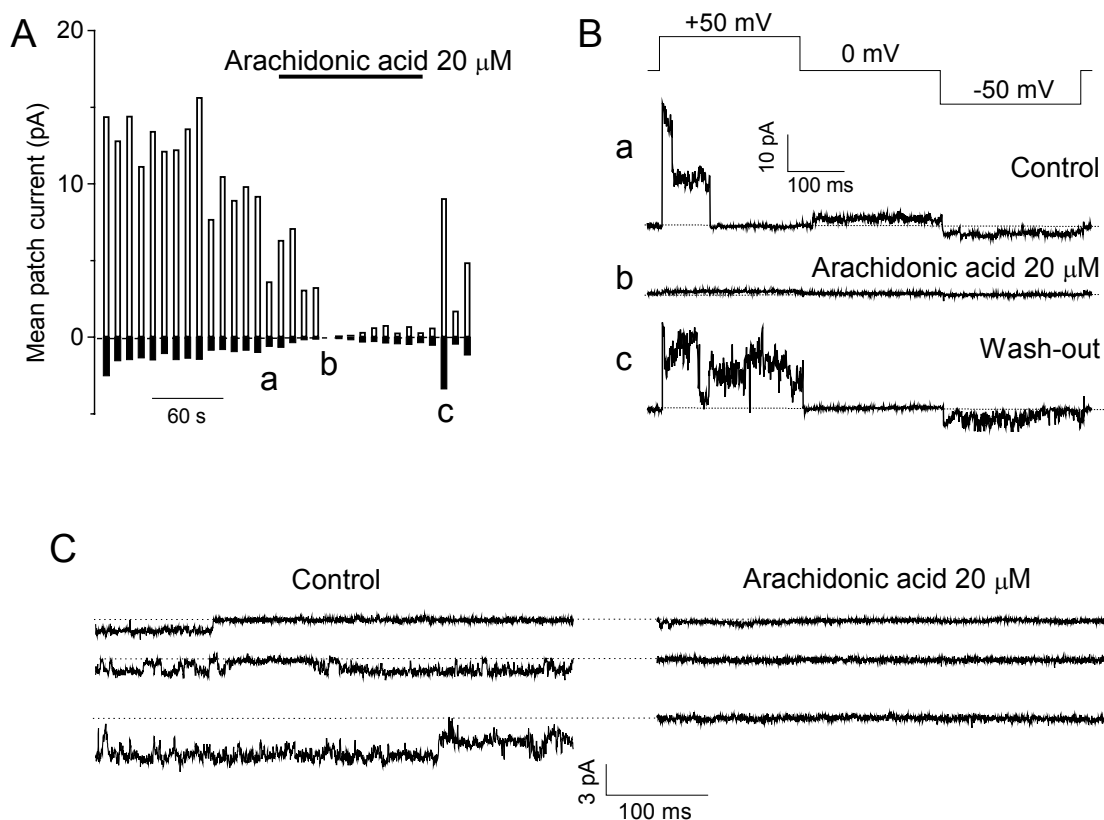 A
20
10
0
Mean patch current (pA)
Arachidonic acid 20 μM
a
b
c
60 s
B
+50 mV
0 mV
-50 mV
a
10 pA
100 ms
Control
b
Arachidonic acid 20 μM
c
Wash-out
C
Control
Arachidonic acid 20 μM
3 pA
100 ms